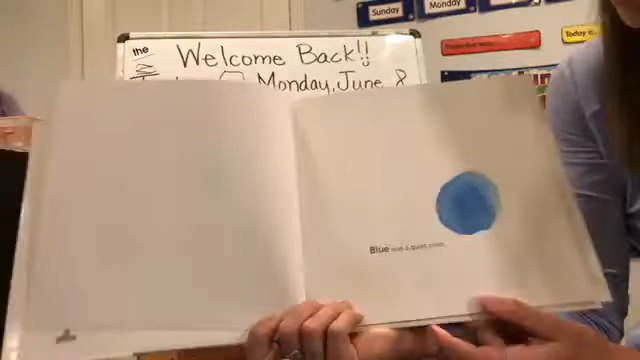 Sunday
Monday
the
Welcome Back!!
Monday, June 8
Today is
Blue was a quiet color.